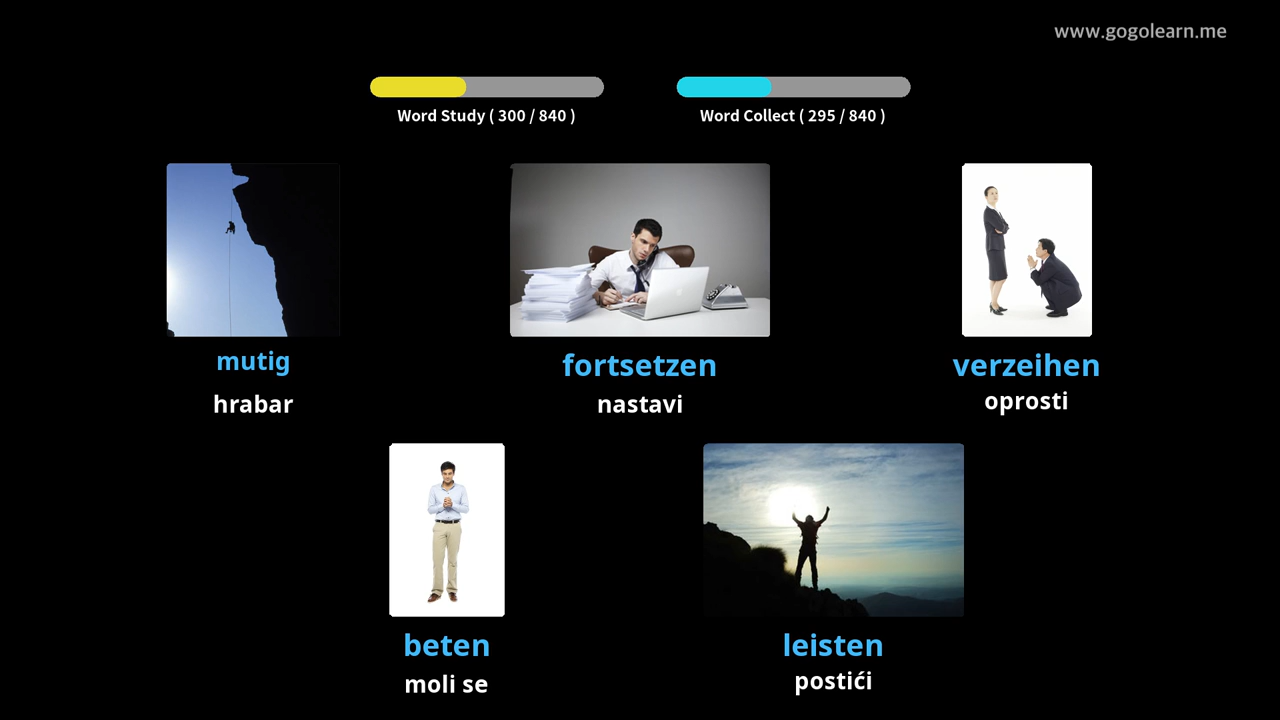 www.gogolearn.me
Word Study ( 300 / 840 )
Word Collect ( 295 / 840 )
mutig
hrabar
fortsetzen
nastavi
verzeihen
oprosti
beten
moli se
leisten
postići